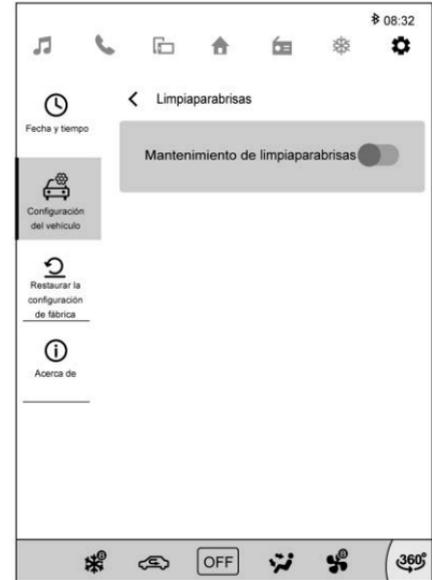 08:32
Limpiaparabrisas
Fecha y tiempo
Mantenimiento de limpiaparabrisas
Configuración
del vehículo
Restaurar la
configuración
de fábrica
Acerca de
OFF
360°